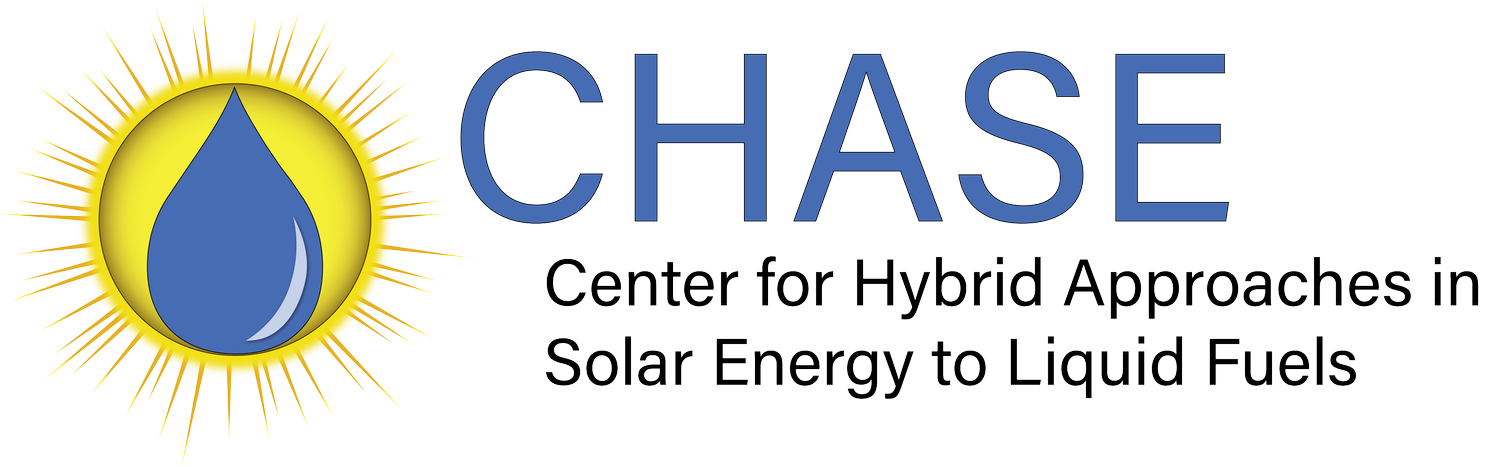 CHASE
Center for Hybrid Approaches in
Solar Energy to Liquid Fuels